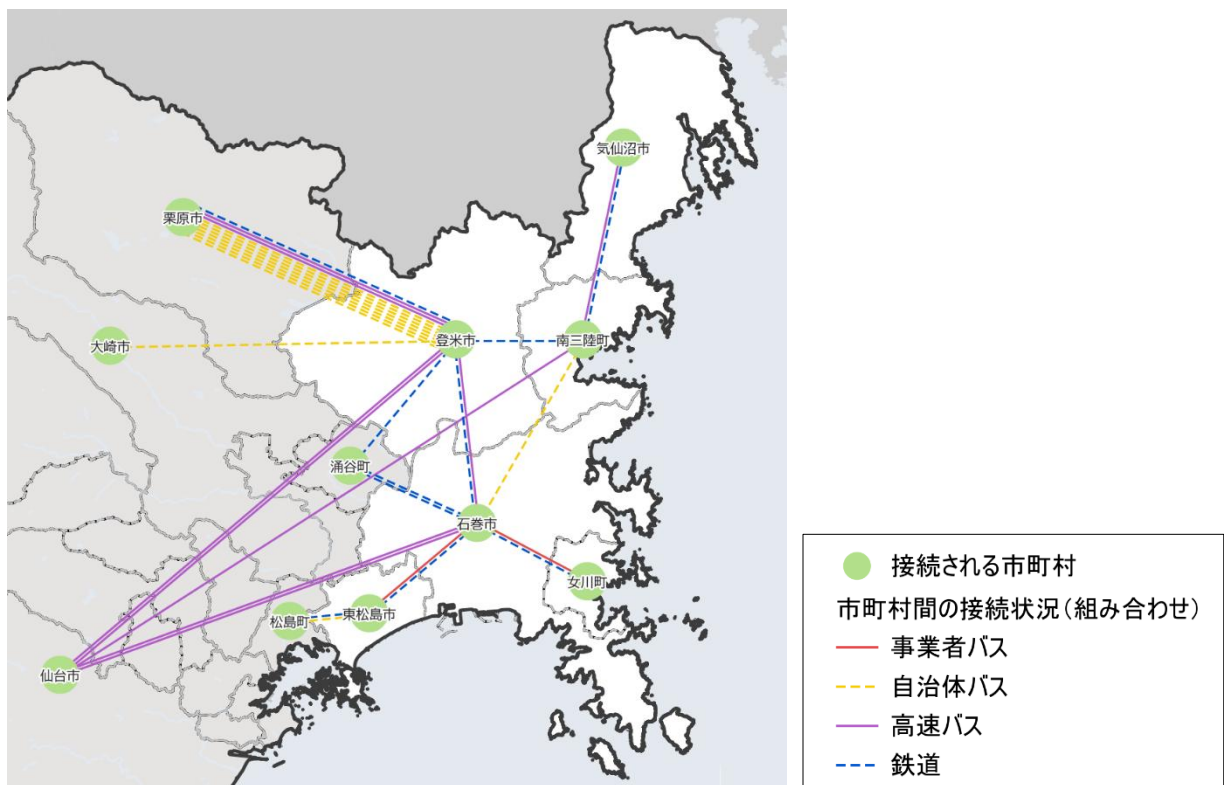 気仙沼市
栗原市
大崎市
登米市
南三陸町
涌谷町
石巻市
女川町
松島町
東松島市
仙台市
接続される市町村
市町村間の接続状況(組み合わせ)
事業者バス
自治体バス
高速バス
鉄道